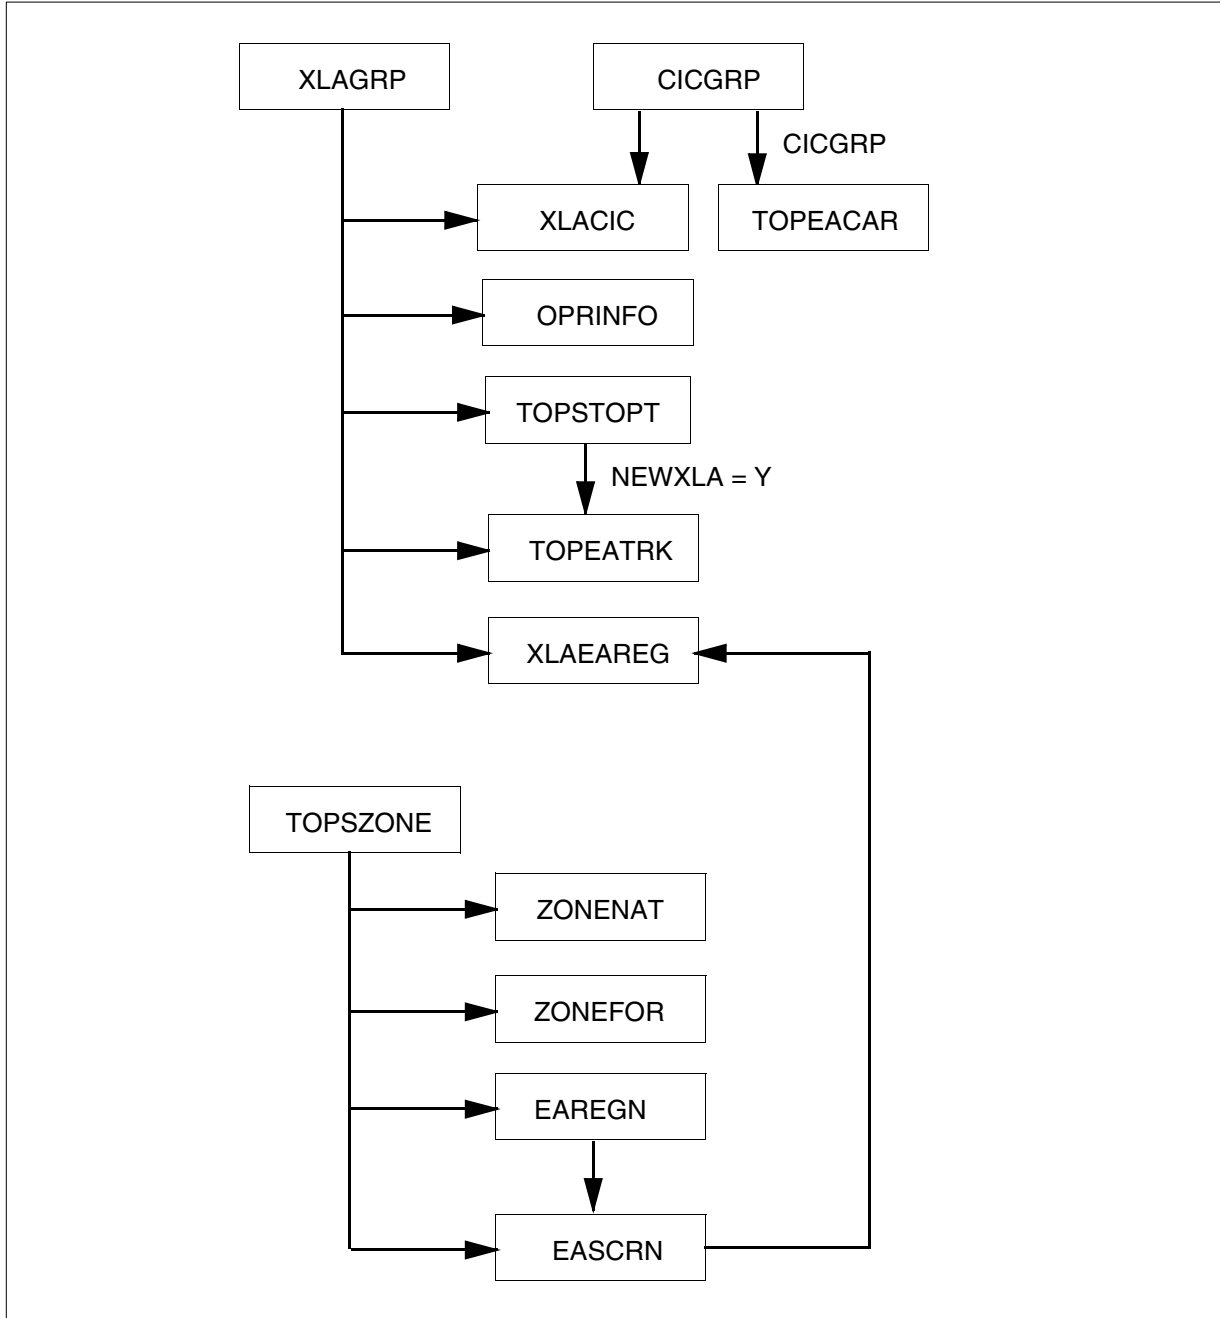 XLAGRP
CICGRP
CICGRP
XLACIC
TOPEACAR
OPRINFO
TOPSTOPT
NEWXLA = Y
TOPEATRK
XLAEAREG
TOPSZONE
ZONENAT
ZONEFOR
EAREGN
EASCRN